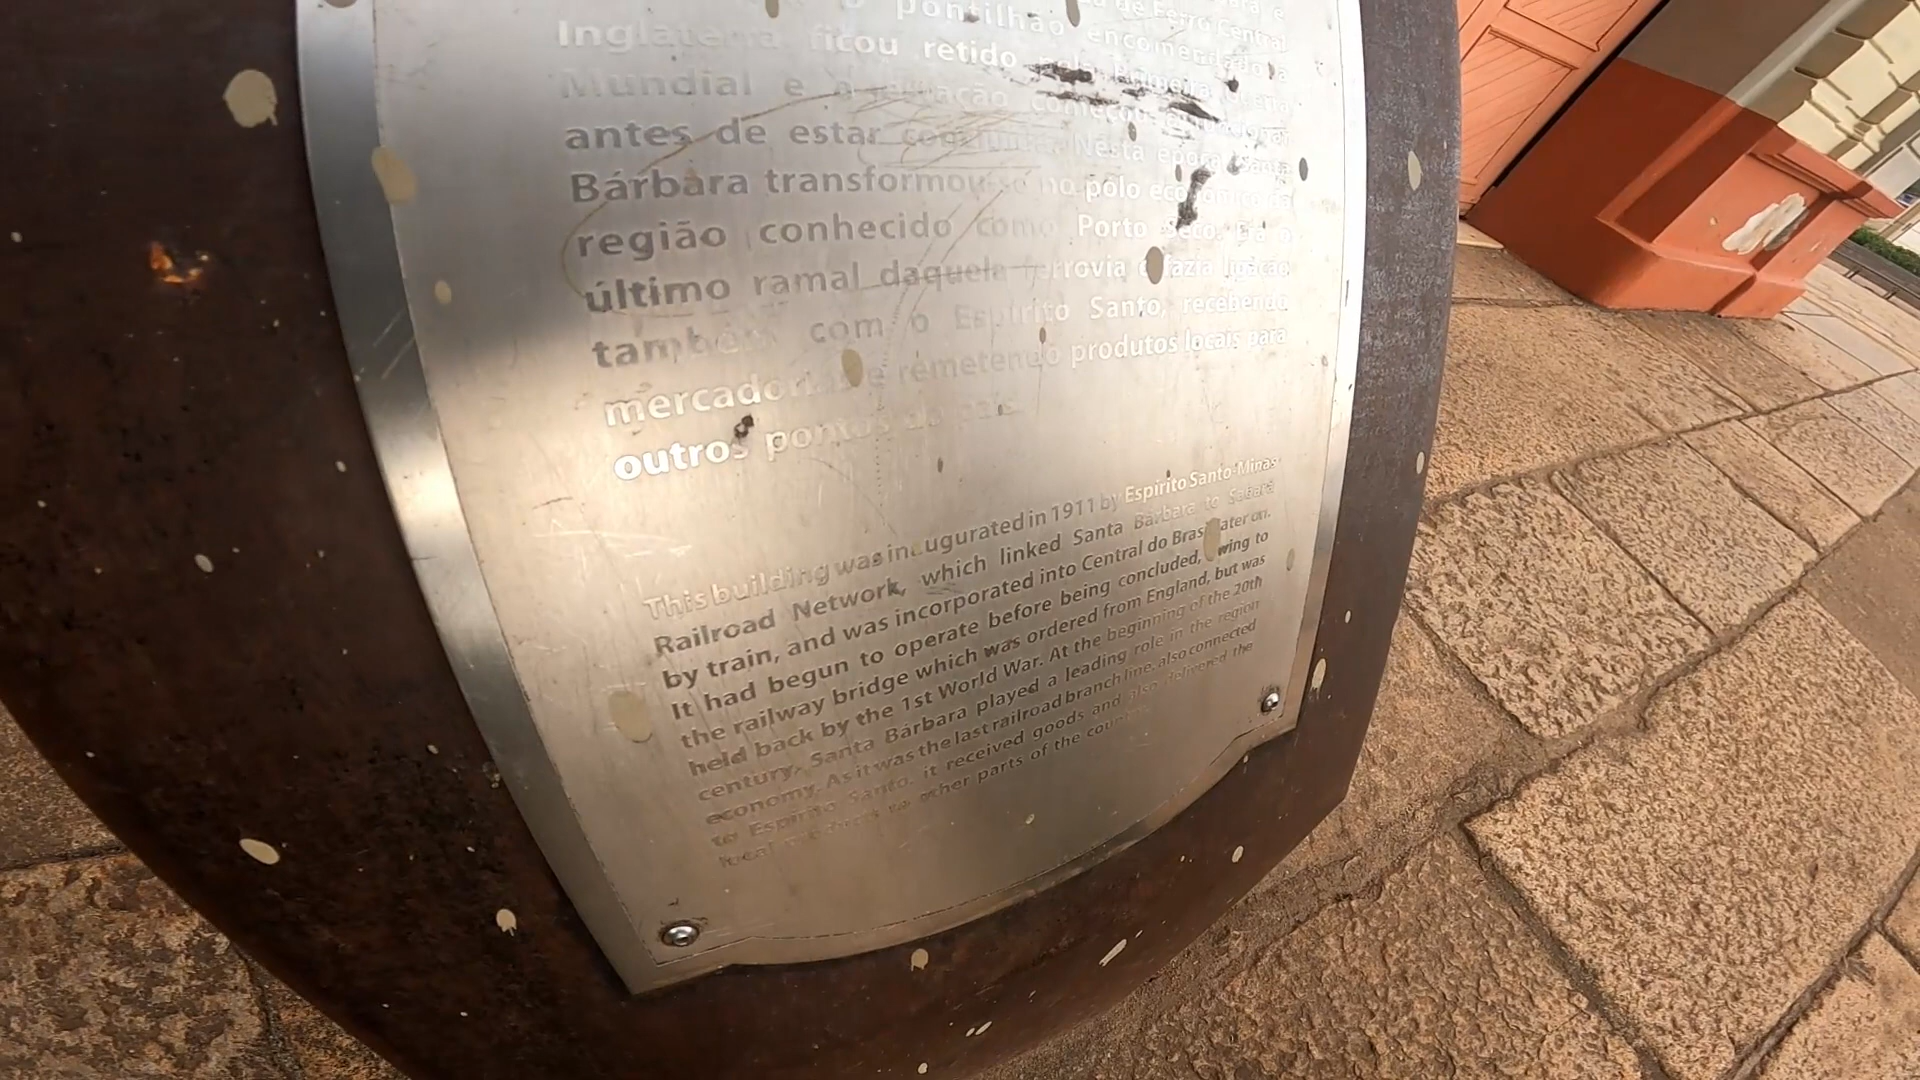 de Ferro Central
pontilhão encomendado à
Inglaterra ficou retido pela Primeira Guerra
Mundial e a estação começou a funcionar
antes de estar concluída. Nesta época, Santa
Bárbara transformou-se no pólo econômico da
região conhecido como Porto Seco. Era o
último ramal daquela ferrovia e fazia ligação
também com o Espírito Santo, recebendo
mercadorias e remetendo produtos locais para
outros pontos do país.
This building was inaugurated in 1911 by Espírito Santo-Minas
Railroad Network, which linked Santa Bárbara to Sabará
by train, and was incorporated into Central do Brasil later on.
It had begun to operate before being concluded, owing to
the railway bridge which was ordered from England, but was
held back by the 1st World War. At the beginning of the 20th
century, Santa Bárbara played a leading role in the region
economy. As it was the last railroad branch line, also connected
to Espírito Santo, it received goods and also delivered the
local products to other parts of the country.